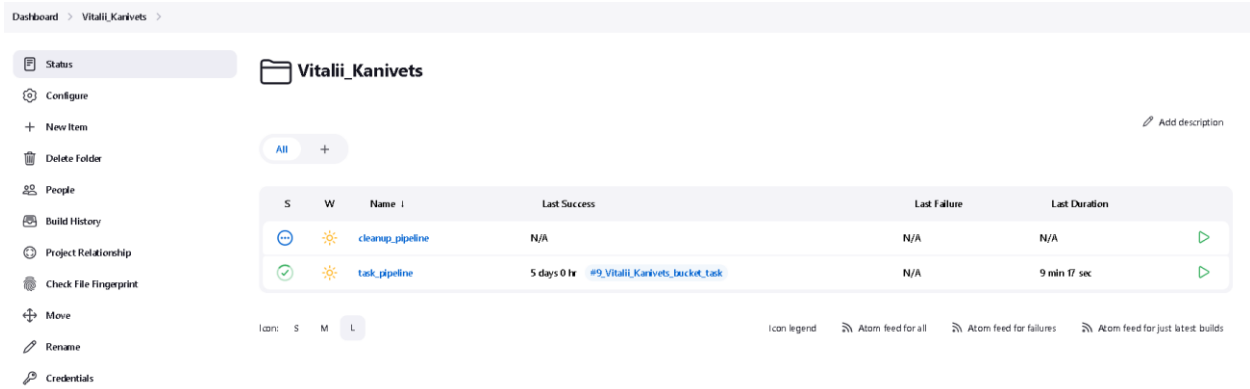 Dashboard > Vitalii_Kanivets >
Status
Configure
New Item
Delete Folder
People
Build History
Project Relationship
Check File Fingerprint
Move
Rename
Credentials
Vitalii_Kanivets
Add description
All +
S W Name ↓ Last Success Last Failure Last Duration
cleanup_pipeline N/A N/A N/A
task_pipeline 5 days 0 hr #9_Vitalii_Kanivets_bucket_task N/A 9 min 17 sec
Icon: S M L Icon legend Atom feed for all Atom feed for failures Atom feed for just latest builds